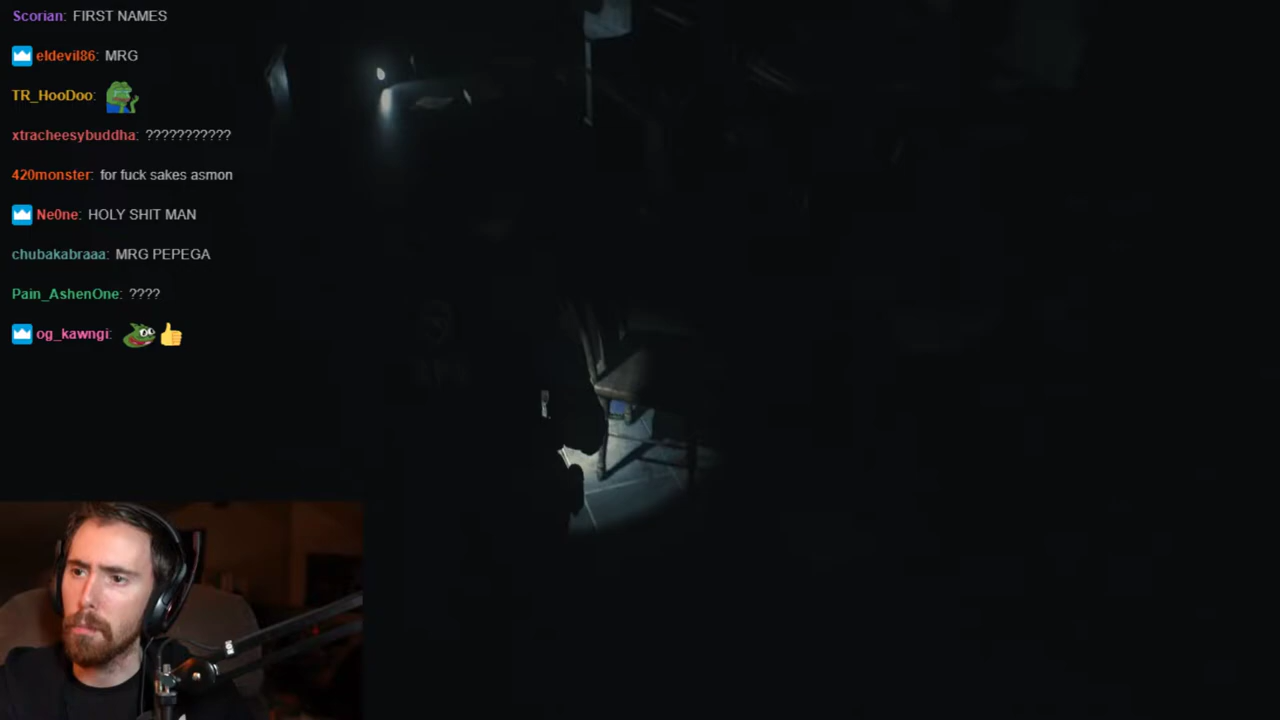 Scorian: FIRST NAMES
eldevil86: MRG
TR_HooDoo:
xtracheesybuddha: ???????????
420monster: for fuck sakes asmon
Ne0ne: HOLY SHIT MAN
chubakabraaa: MRG PEPEGA
Pain_AshenOne: ????
og_kawngi: